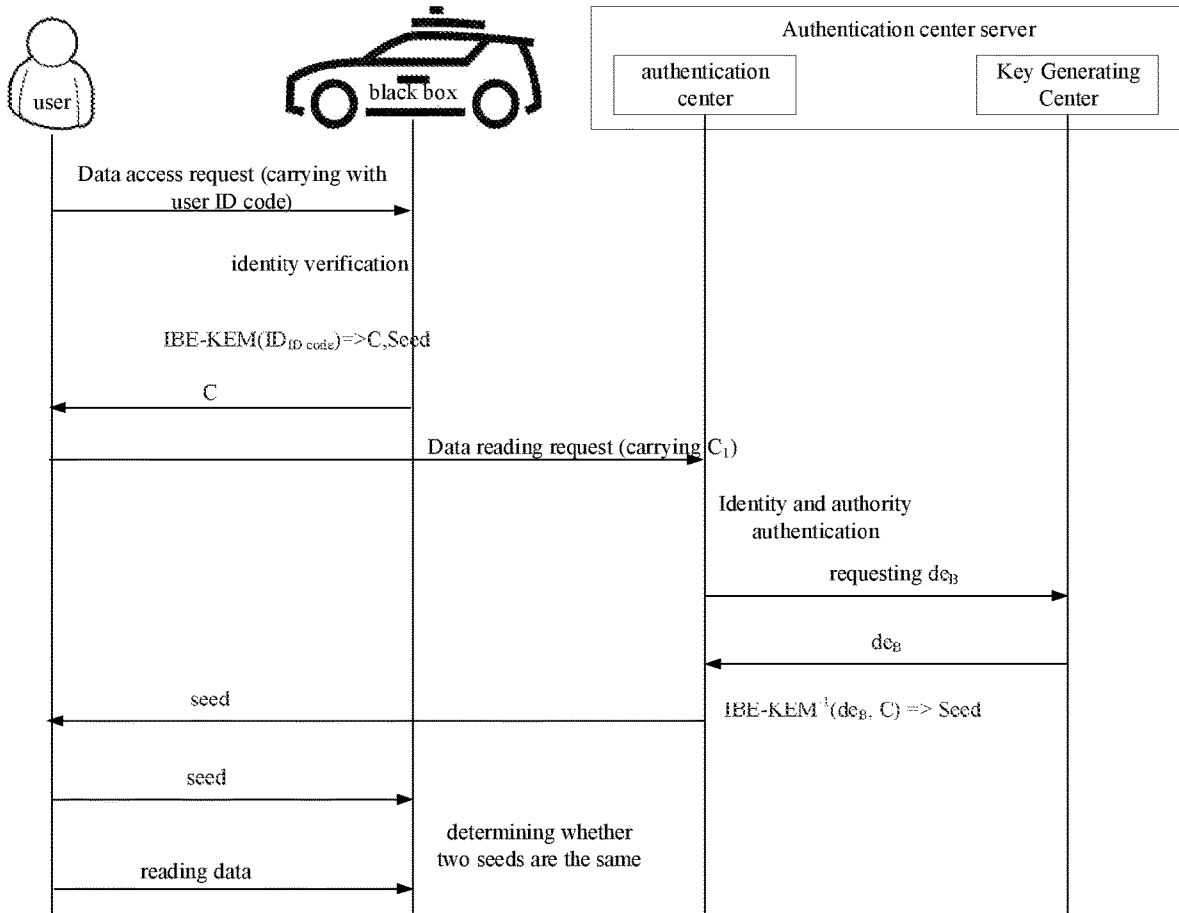 Authentication center server
user
black box
authentication
center
Key Generating
Center
Data access request (carrying with
user ID code)
identity verification
IBE-KEM(ID_ID code)=>C,Seed
C
Data reading request (carrying C₁)
Identity and authority
authentication
requesting de_B
de_B
seed
IBE-KEM⁻¹(de_B, C) => Seed
seed
determining whether
two seeds are the same
reading data